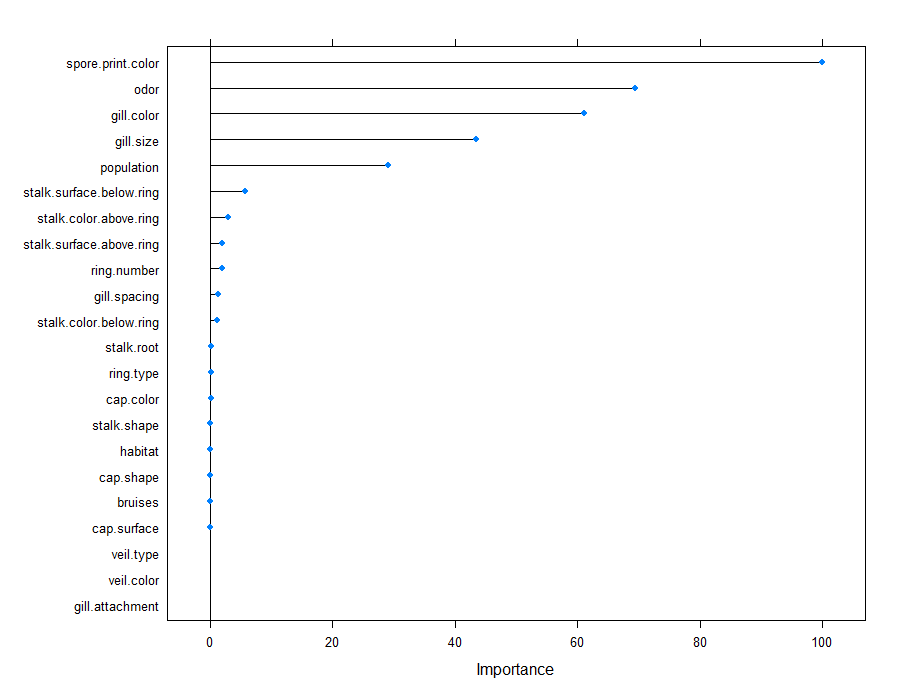 spore.print.color
odor
gill.color
gill.size
population
stalk.surface.below.ring
stalk.color.above.ring
stalk.surface.above.ring
ring.number
gill.spacing
stalk.color.below.ring
stalk.root
ring.type
cap.color
stalk.shape
habitat
cap.shape
bruises
cap.surface
veil.type
veil.color
gill.attachment
0 20 40 60 80 100
Importance